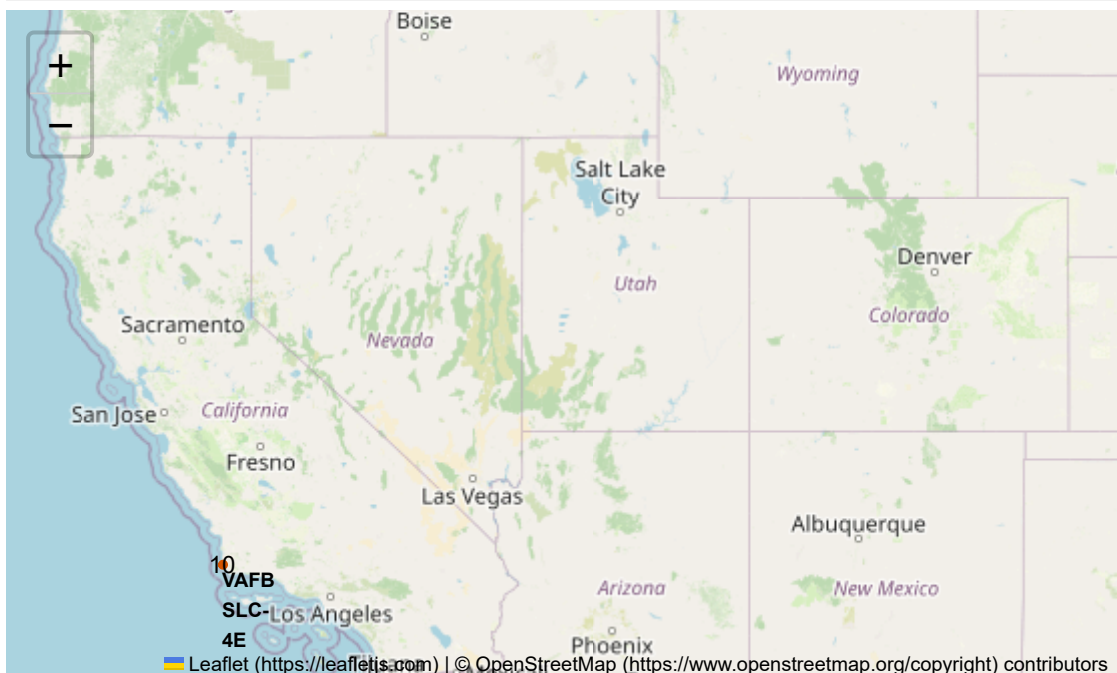 Boise
+
−
Wyoming
Salt Lake
City
Denver
Utah
Colorado
Sacramento
Nevada
San Jose
California
Fresno
Las Vegas
Albuquerque
10
VAFB
SLC-
4E
Los Angeles
Arizona
New Mexico
Phoenix
Tijuana
Leaflet (https://leafletjs.com) | © OpenStreetMap (https://www.openstreetmap.org/copyright) contributors